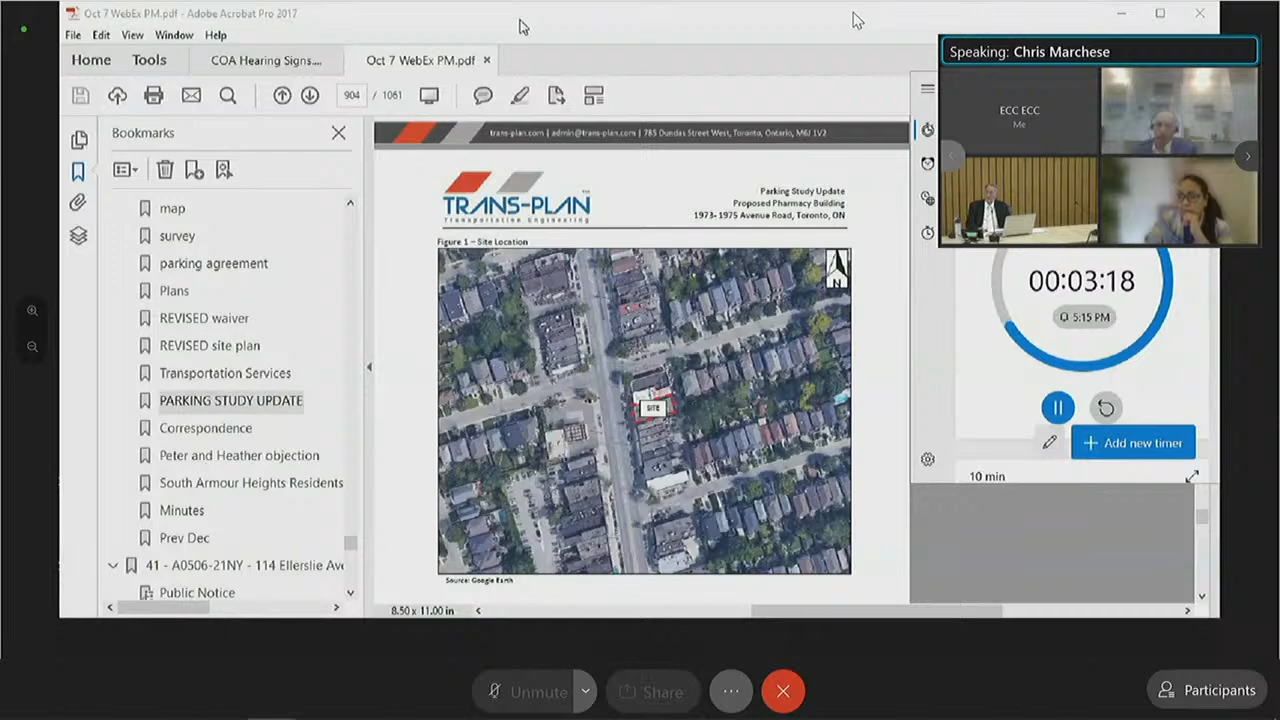 Oct 7 WebEx PM.pdf - Adobe Acrobat Pro 2017
File Edit View Window Help
Home Tools COA Hearing Signs.... Oct 7 WebEx PM.pdf ×
904 / 1061
Bookmarks
map
survey
parking agreement
Plans
REVISED waiver
REVISED site plan
Transportation Services
PARKING STUDY UPDATE
Correspondence
Peter and Heather objection
South Armour Heights Residents
Minutes
Prev Dec
41 - A0506-21NY - 114 Ellerslie Ave
Public Notice
trans-plan.com | admin@trans-plan.com | 785 Dundas Street West, Toronto, Ontario, M6J 1V2
TRANS-PLAN
Transportation Engineering
Parking Study Update
Proposed Pharmacy Building
1973-1975 Avenue Road, Toronto, ON
Figure 1 – Site Location
N
SITE
Source: Google Earth
8.50 x 11.00 in
Speaking: Chris Marchese
ECC ECC
Me
00:03:18
5:15 PM
Add new timer
10 min
Unmute
Share
Participants